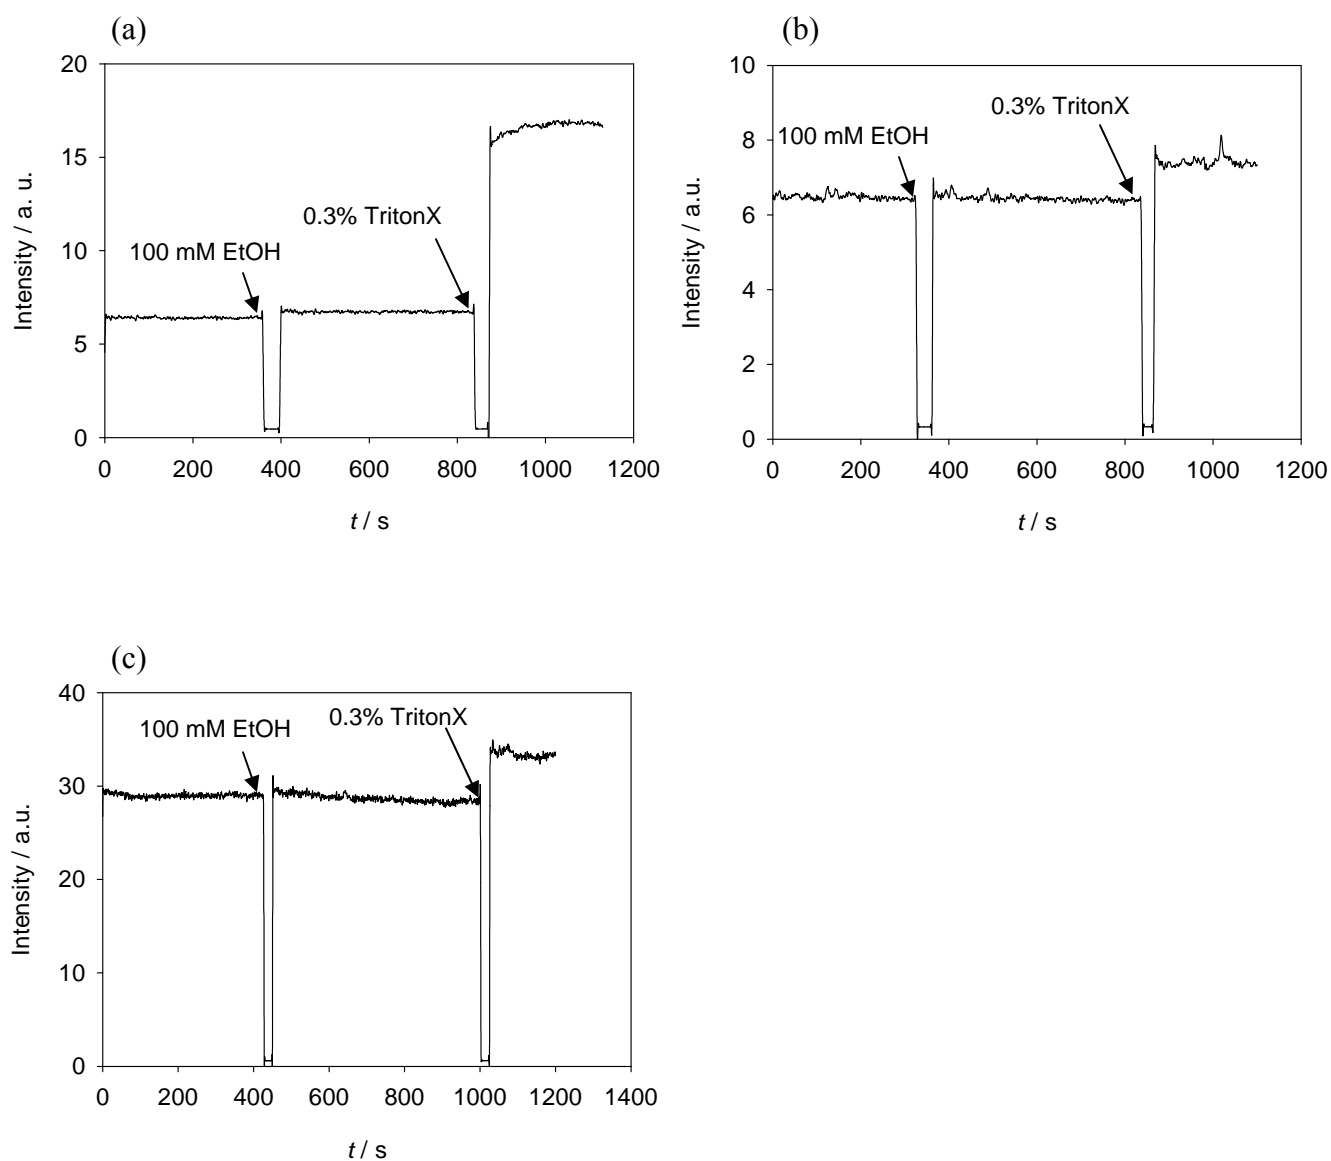 (a)
20
15
10
5
0
Intensity / a. u.
100 mM EtOH
0.3% TritonX
0 200 400 600 800 1000 1200
t / s
(b)
10
8
6
4
2
0
Intensity / a.u.
100 mM EtOH
0.3% TritonX
0 200 400 600 800 1000 1200
t / s
(c)
40
30
20
10
0
Intensity / a.u.
100 mM EtOH
0.3% TritonX
0 200 400 600 800 1000 1200 1400
t / s